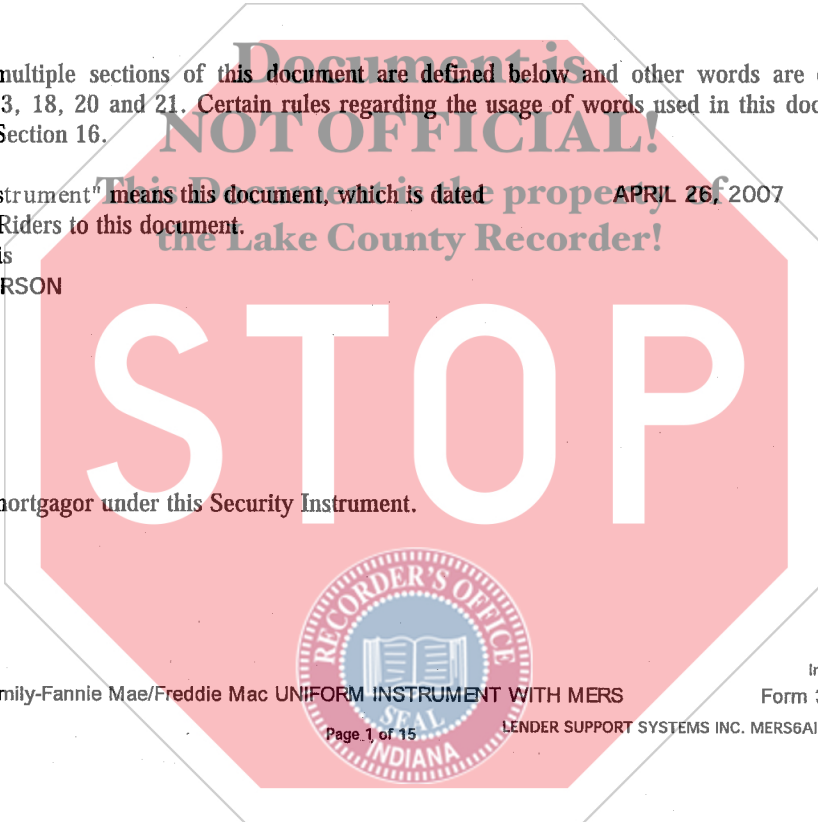 Document is
multiple sections of this document are defined below and other words are
3, 18, 20 and 21. Certain rules regarding the usage of words used in this doc
NOT OFFICIAL!
Section 16.
strument" means this document, which is dated APRIL 26, 2007
This Document is the property of
Riders to this document.
the Lake County Recorder!
is
RSON
STOP
mortgagor under this Security Instrument.
RECORDER'S OFFICE
SEAL
INDIANA
mily-Fannie Mae/Freddie Mac UNIFORM INSTRUMENT WITH MERS Form 3
Page 1 of 15 LENDER SUPPORT SYSTEMS INC. MERS6AI